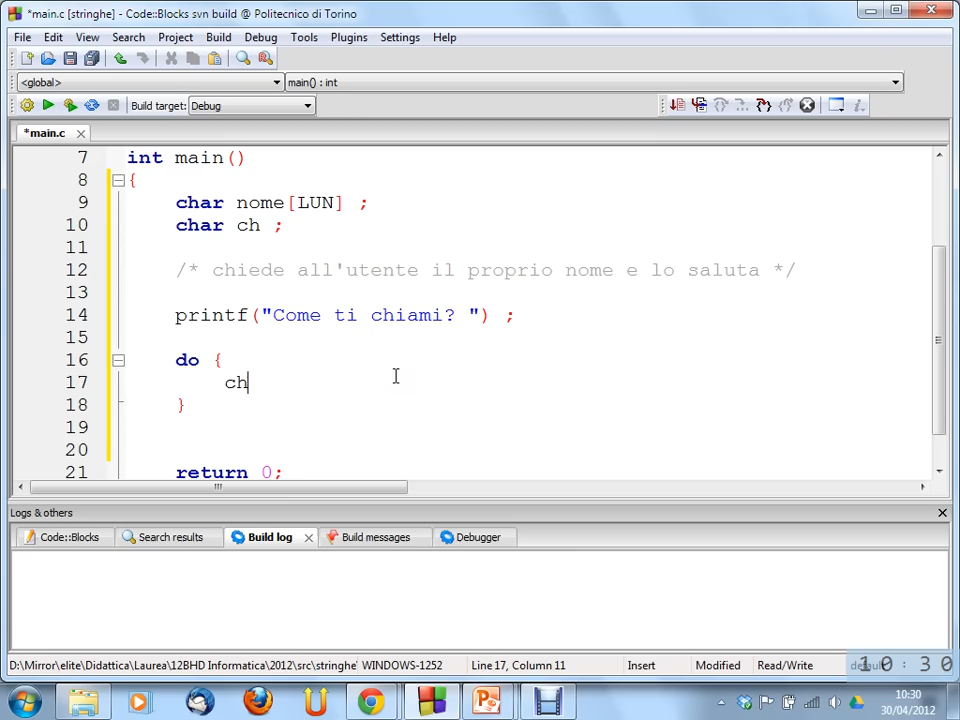 *main.c [stringhe] - Code::Blocks svn build @ Politecnico di Torino
File Edit View Search Project Build Debug Tools Plugins Settings Help
<global> main() : int
Build target: Debug
*main.c
7 int main()
8 {
9 char nome[LUN] ;
10 char ch ;
11
12 /* chiede all'utente il proprio nome e lo saluta */
13
14 printf("Come ti chiami? ") ;
15
16 do {
17 ch
18 }
19
20
21 return 0;
Logs & others
Code::Blocks Search results Build log Build messages Debugger
D:\Mirror\elite\Didattica\Laurea\12BHD Informatica\2012\src\stringhe\ WINDOWS-1252 Line 17, Column 11 Insert Modified Read/Write default
10:30
10:30
30/04/2012